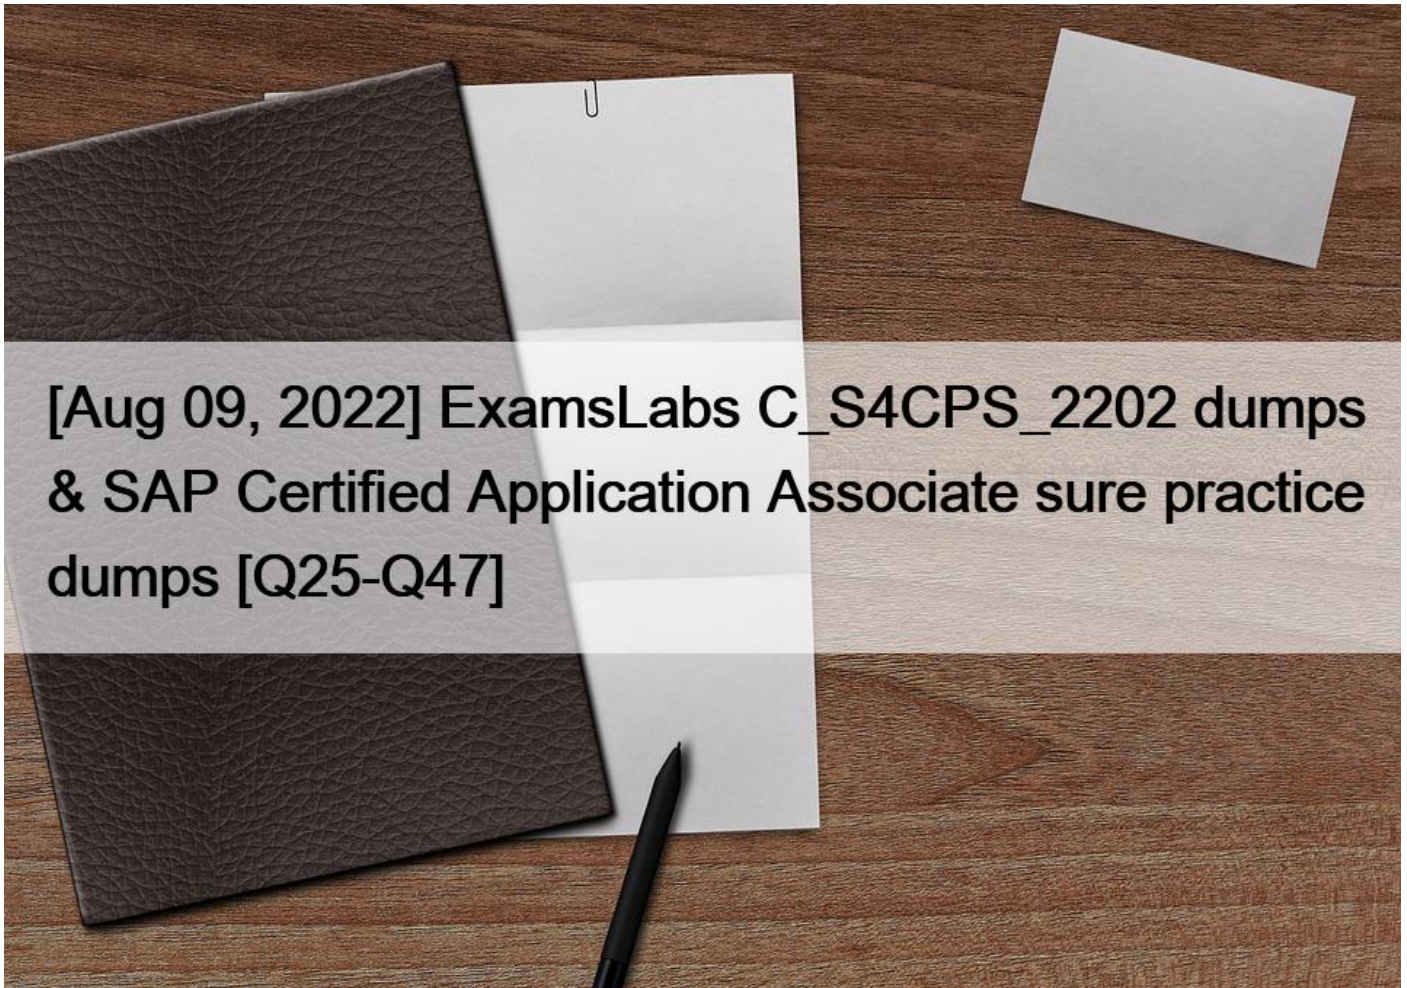 [Aug 09, 2022] ExamsLabs C_S4CPS_2202 dumps
& SAP Certified Application Associate sure practice
dumps [Q25-Q47]